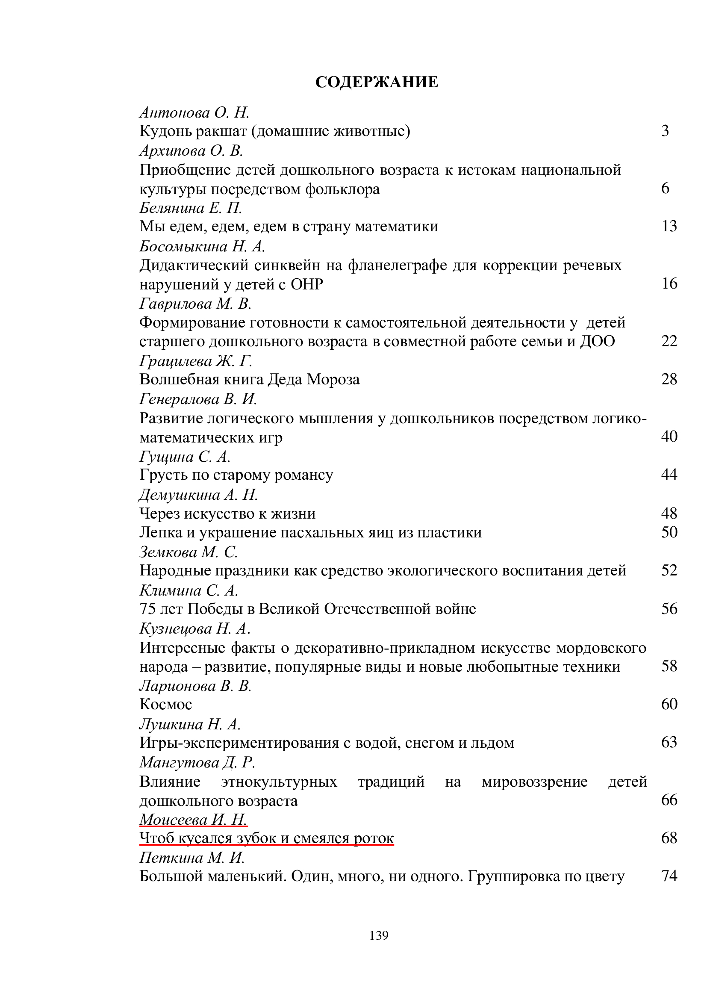 СОДЕРЖАНИЕ
Антонова О. Н.
Кудонь ракшат (домашние животные) 3
Архипова О. В.
Приобщение детей дошкольного возраста к истокам национальной
культуры посредством фольклора 6
Белянина Е. П.
Мы едем, едем, едем в страну математики 13
Босомыкина Н. А.
Дидактический синквейн на фланелеграфе для коррекции речевых
нарушений у детей с ОНР 16
Гаврилова М. В.
Формирование готовности к самостоятельной деятельности у детей
старшего дошкольного возраста в совместной работе семьи и ДОО 22
Грацилева Ж. Г.
Волшебная книга Деда Мороза 28
Генералова В. И.
Развитие логического мышления у дошкольников посредством логико-
математических игр 40
Гущина С. А.
Грусть по старому романсу 44
Демушкина А. Н.
Через искусство к жизни 48
Лепка и украшение пасхальных яиц из пластики 50
Земкова М. С.
Народные праздники как средство экологического воспитания детей 52
Климина С. А.
75 лет Победы в Великой Отечественной войне 56
Кузнецова Н. А.
Интересные факты о декоративно-прикладном искусстве мордовского
народа – развитие, популярные виды и новые любопытные техники 58
Ларионова В. В.
Космос 60
Лушкина Н. А.
Игры-экспериментирования с водой, снегом и льдом 63
Мангутова Д. Р.
Влияние этнокультурных традиций на мировоззрение детей
дошкольного возраста 66
Моисеева И. Н.
Чтоб кусался зубок и смеялся роток 68
Петкина М. И.
Большой маленький. Один, много, ни одного. Группировка по цвету 74
139